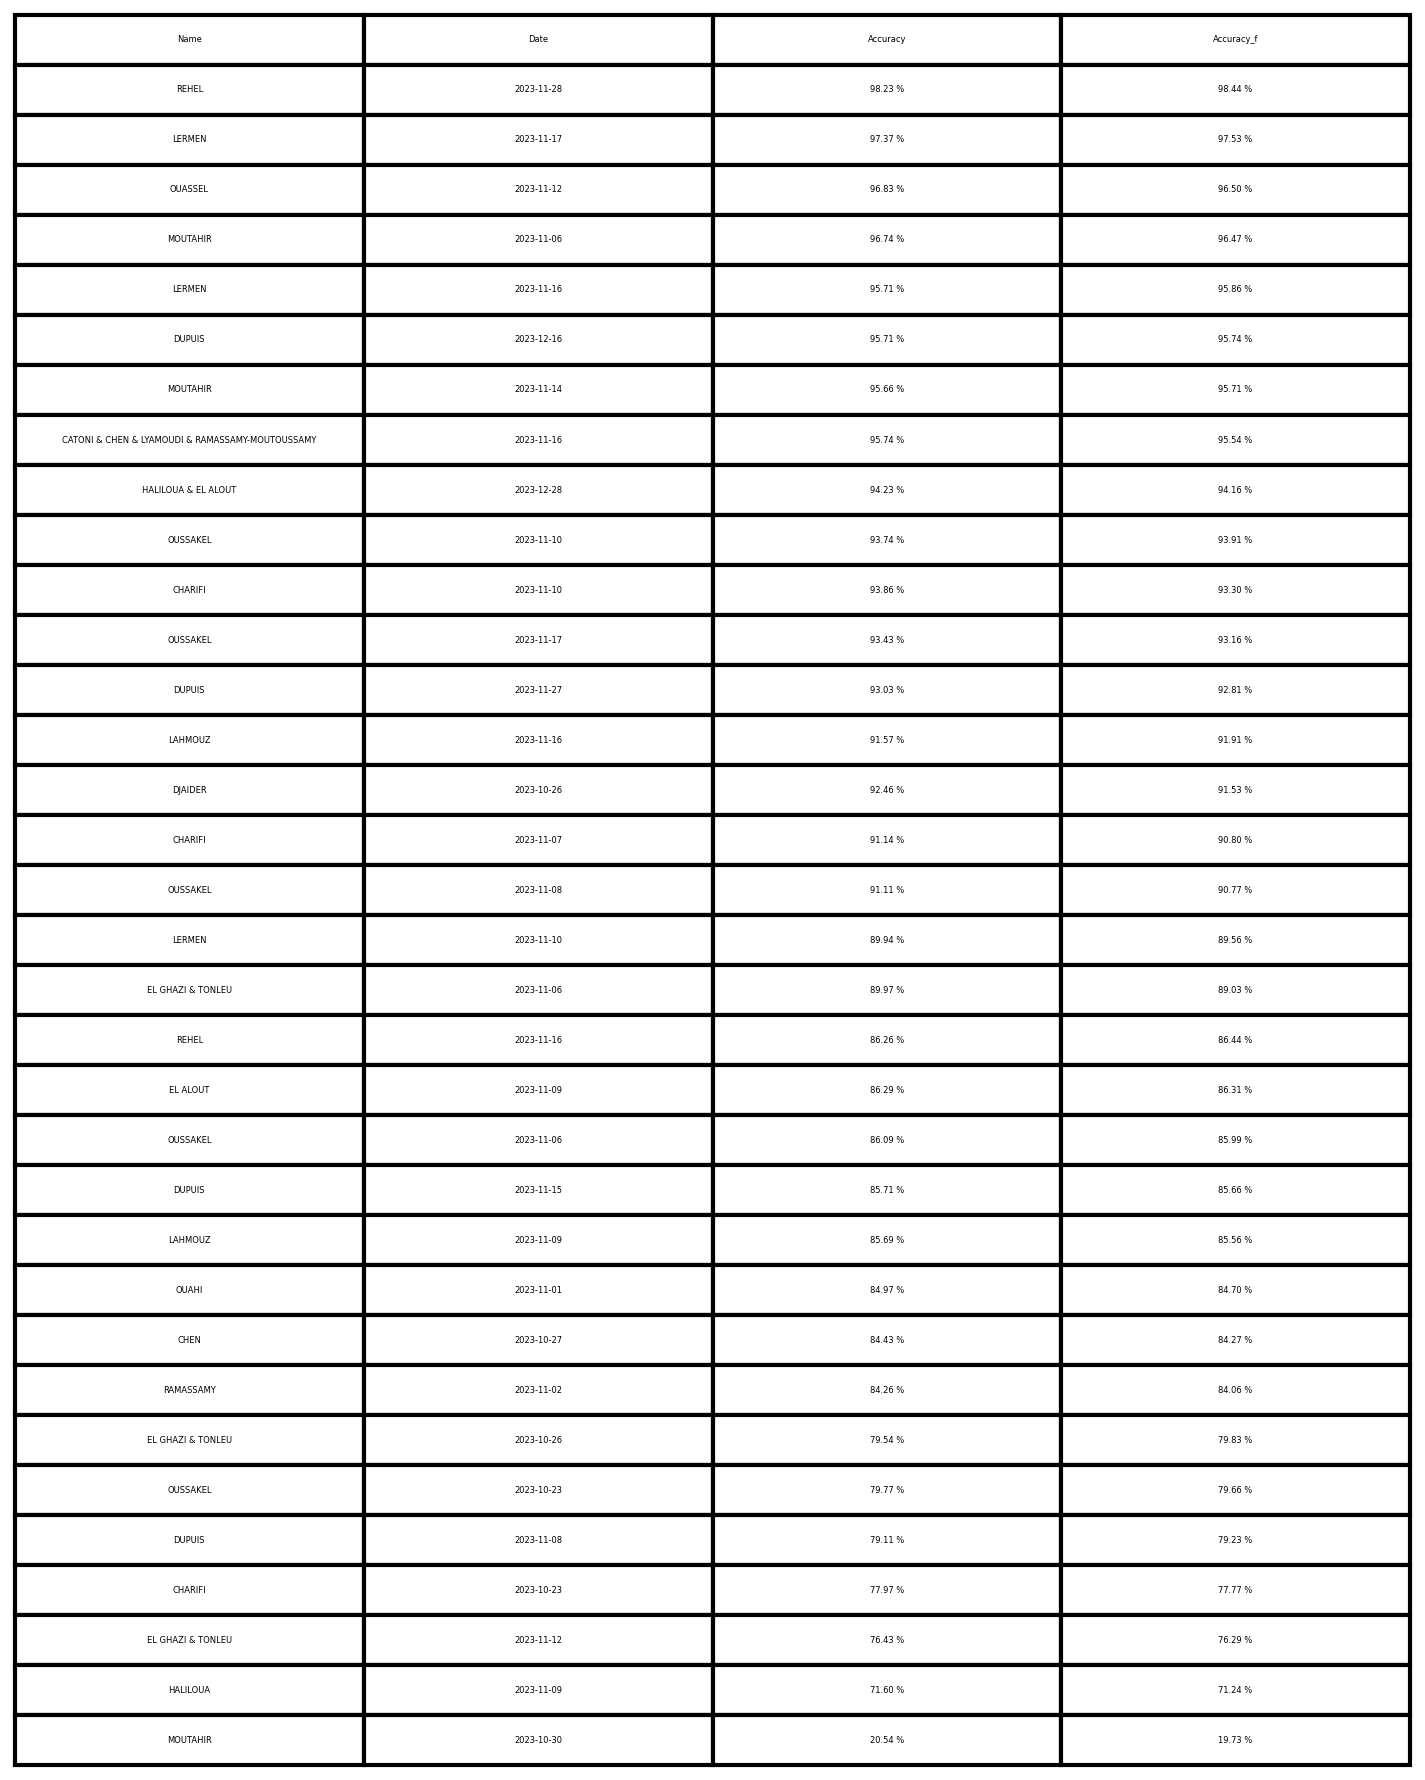 Name Date Accuracy Accuracy_f
REHEL 2023-11-28 98.23 % 98.44 %
LERMEN 2023-11-17 97.37 % 97.53 %
OUASSEL 2023-11-12 96.83 % 96.50 %
MOUTAHIR 2023-11-06 96.74 % 96.47 %
LERMEN 2023-11-16 95.71 % 95.86 %
DUPUIS 2023-12-16 95.71 % 95.74 %
MOUTAHIR 2023-11-14 95.66 % 95.71 %
CATONI & CHEN & LYAMOUDI & RAMASSAMY-MOUTOUSSAMY 2023-11-16 95.74 % 95.54 %
HALILOUA & EL ALOUT 2023-12-28 94.23 % 94.16 %
OUSSAKEL 2023-11-10 93.74 % 93.91 %
CHARIFI 2023-11-10 93.86 % 93.30 %
OUSSAKEL 2023-11-17 93.43 % 93.16 %
DUPUIS 2023-11-27 93.03 % 92.81 %
LAHMOUZ 2023-11-16 91.57 % 91.91 %
DJAIDER 2023-10-26 92.46 % 91.53 %
CHARIFI 2023-11-07 91.14 % 90.80 %
OUSSAKEL 2023-11-08 91.11 % 90.77 %
LERMEN 2023-11-10 89.94 % 89.56 %
EL GHAZI & TONLEU 2023-11-06 89.97 % 89.03 %
REHEL 2023-11-16 86.26 % 86.44 %
EL ALOUT 2023-11-09 86.29 % 86.31 %
OUSSAKEL 2023-11-06 86.09 % 85.99 %
DUPUIS 2023-11-15 85.71 % 85.66 %
LAHMOUZ 2023-11-09 85.69 % 85.56 %
OUAHI 2023-11-01 84.97 % 84.70 %
CHEN 2023-10-27 84.43 % 84.27 %
RAMASSAMY 2023-11-02 84.26 % 84.06 %
EL GHAZI & TONLEU 2023-10-26 79.54 % 79.83 %
OUSSAKEL 2023-10-23 79.77 % 79.66 %
DUPUIS 2023-11-08 79.11 % 79.23 %
CHARIFI 2023-10-23 77.97 % 77.77 %
EL GHAZI & TONLEU 2023-11-12 76.43 % 76.29 %
HALILOUA 2023-11-09 71.60 % 71.24 %
MOUTAHIR 2023-10-30 20.54 % 19.73 %